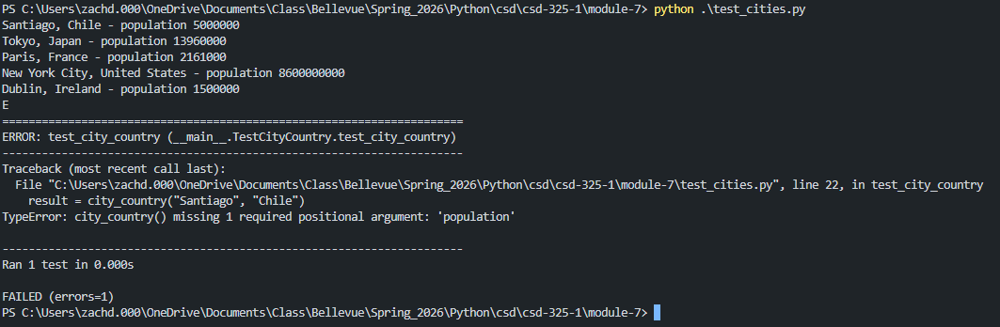 PS C:\Users\zachd.000\OneDrive\Documents\Class\Bellevue\Spring_2026\Python\csd\csd-325-1\module-7> python .\test_cities.py
Santiago, Chile - population 5000000
Tokyo, Japan - population 13960000
Paris, France - population 2161000
New York City, United States - population 8600000000
Dublin, Ireland - population 1500000
E
======================================================================
ERROR: test_city_country (__main__.TestCityCountry.test_city_country)
----------------------------------------------------------------------
Traceback (most recent call last):
  File "C:\Users\zachd.000\OneDrive\Documents\Class\Bellevue\Spring_2026\Python\csd\csd-325-1\module-7\test_cities.py", line 22, in test_city_country
    result = city_country("Santiago", "Chile")
TypeError: city_country() missing 1 required positional argument: 'population'

----------------------------------------------------------------------
Ran 1 test in 0.000s

FAILED (errors=1)
PS C:\Users\zachd.000\OneDrive\Documents\Class\Bellevue\Spring_2026\Python\csd\csd-325-1\module-7>